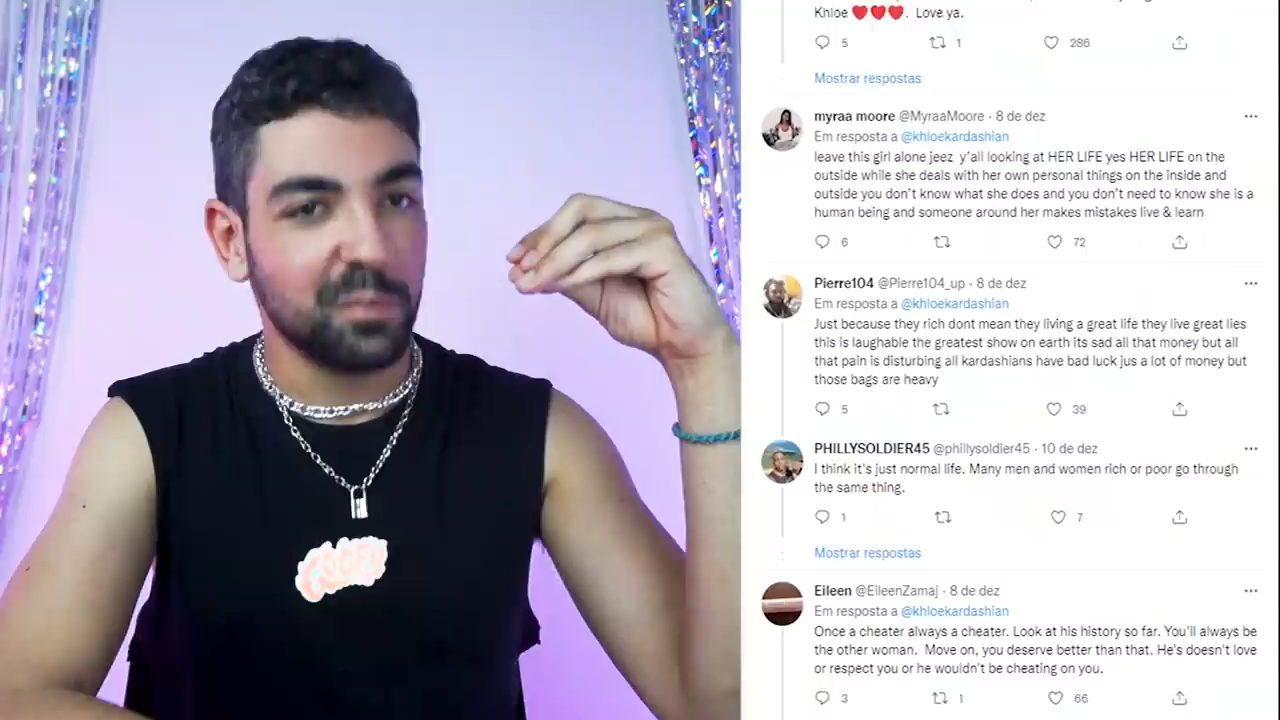 Khloe ❤️❤️❤️. Love ya.
5 1 286
Mostrar respostas
myraa moore @MyraaMoore · 8 de dez
Em resposta a @khloekardashian
leave this girl alone jeez y'all looking at HER LIFE yes HER LIFE on the
outside while she deals with her own personal things on the inside and
outside you don't know what she does and you don't need to know she is a
human being and someone around her makes mistakes live & learn
6 72
Pierre104 @Pierre104_up · 8 de dez
Em resposta a @khloekardashian
Just because they rich dont mean they living a great life they live great lies
this is laughable the greatest show on earth its sad all that money but all
that pain is disturbing all kardashians have bad luck jus a lot of money but
those bags are heavy
5 39
PHILLYSOLDIER45 @phillysoldier45 · 10 de dez
I think it's just normal life. Many men and women rich or poor go through
the same thing.
1 7
Mostrar respostas
Eileen @EileenZamaj · 8 de dez
Em resposta a @khloekardashian
Once a cheater always a cheater. Look at his history so far. You'll always be
the other woman. Move on, you deserve better than that. He's doesn't love
or respect you or he wouldn't be cheating on you.
3 1 66
GOOFY